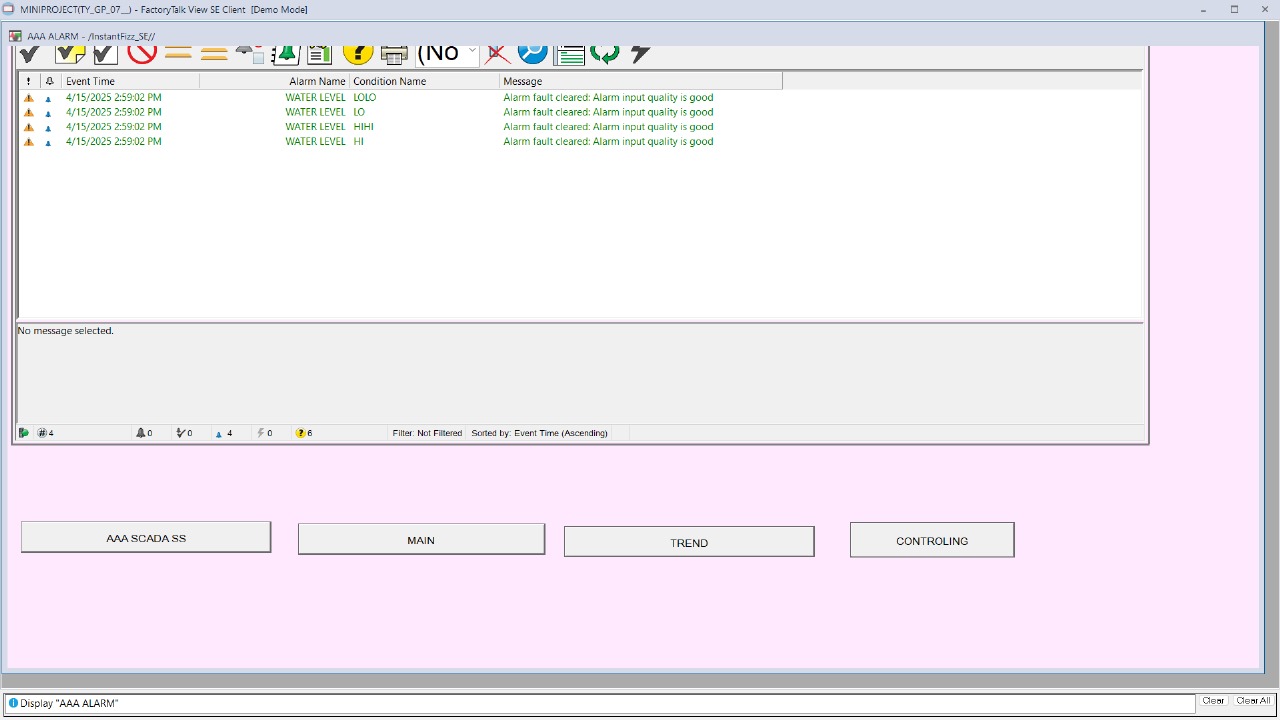 MINIPROJECT(TY_GP_07__) - FactoryTalk View SE Client [Demo Mode]
AAA ALARM - /InstantFizz_SE//
(No
! Event Time Alarm Name Condition Name Message
4/15/2025 2:59:02 PM WATER LEVEL LOLO Alarm fault cleared: Alarm input quality is good
4/15/2025 2:59:02 PM WATER LEVEL LO Alarm fault cleared: Alarm input quality is good
4/15/2025 2:59:02 PM WATER LEVEL HIHI Alarm fault cleared: Alarm input quality is good
4/15/2025 2:59:02 PM WATER LEVEL HI Alarm fault cleared: Alarm input quality is good
No message selected.
4 0 0 4 0 6 Filter: Not Filtered Sorted by: Event Time (Ascending)
AAA SCADA SS MAIN TREND CONTROLING
Display "AAA ALARM" Clear Clear All